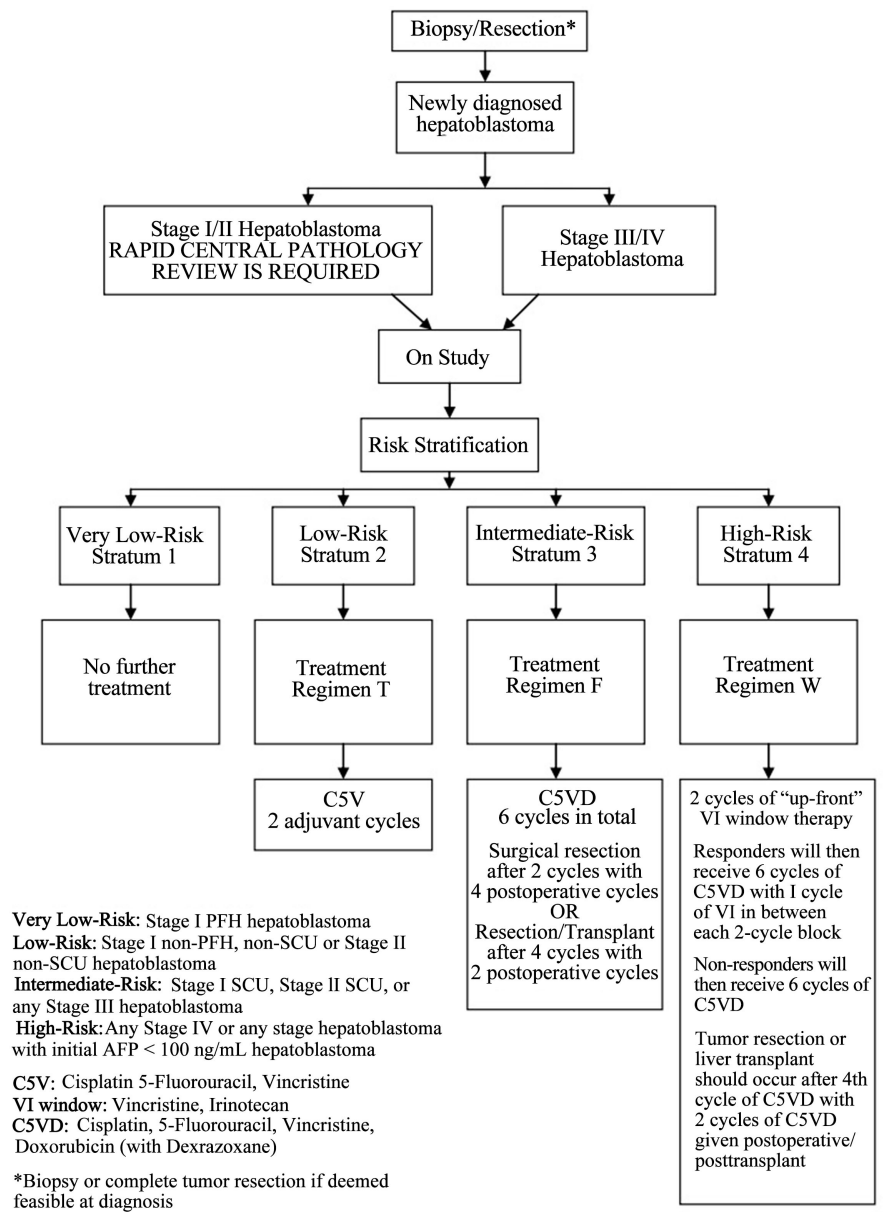 Biopsy/Resection*
Newly diagnosed
hepatoblastoma
Stage I/II Hepatoblastoma
RAPID CENTRAL PATHOLOGY
REVIEW IS REQUIRED
Stage III/IV
Hepatoblastoma
On Study
Risk Stratification
Very Low-Risk
Stratum 1
Low-Risk
Stratum 2
Intermediate-Risk
Stratum 3
High-Risk
Stratum 4
No further
treatment
Treatment
Regimen T
Treatment
Regimen F
Treatment
Regimen W
C5V
2 adjuvant cycles
C5VD
6 cycles in total
Surgical resection
after 2 cycles with
4 postoperative cycles
OR
Resection/Transplant
after 4 cycles with
2 postoperative cycles
2 cycles of “up-front”
VI window therapy
Responders will then
receive 6 cycles of
C5VD with I cycle
of VI in between
each 2-cycle block
Non-responders will
then receive 6 cycles of
C5VD
Tumor resection or
liver transplant
should occur after 4th
cycle of C5VD with
2 cycles of C5VD
given postoperative/
posttransplant
Very Low-Risk: Stage I PFH hepatoblastoma
Low-Risk: Stage I non-PFH, non-SCU or Stage II
non-SCU hepatoblastoma
Intermediate-Risk: Stage I SCU, Stage lI SCU, or
any Stage III hepatoblastoma
High-Risk: Any Stage IV or any stage hepatoblastoma
with initial AFP < 100 ng/mL hepatoblastoma
C5V: Cisplatin 5-Fluorouracil, Vincristine
VI window: Vincristine, Irinotecan
C5VD: Cisplatin, 5-Fluorouracil, Vincristine,
Doxorubicin (with Dexrazoxane)
*Biopsy or complete tumor resection if deemed
feasible at diagnosis